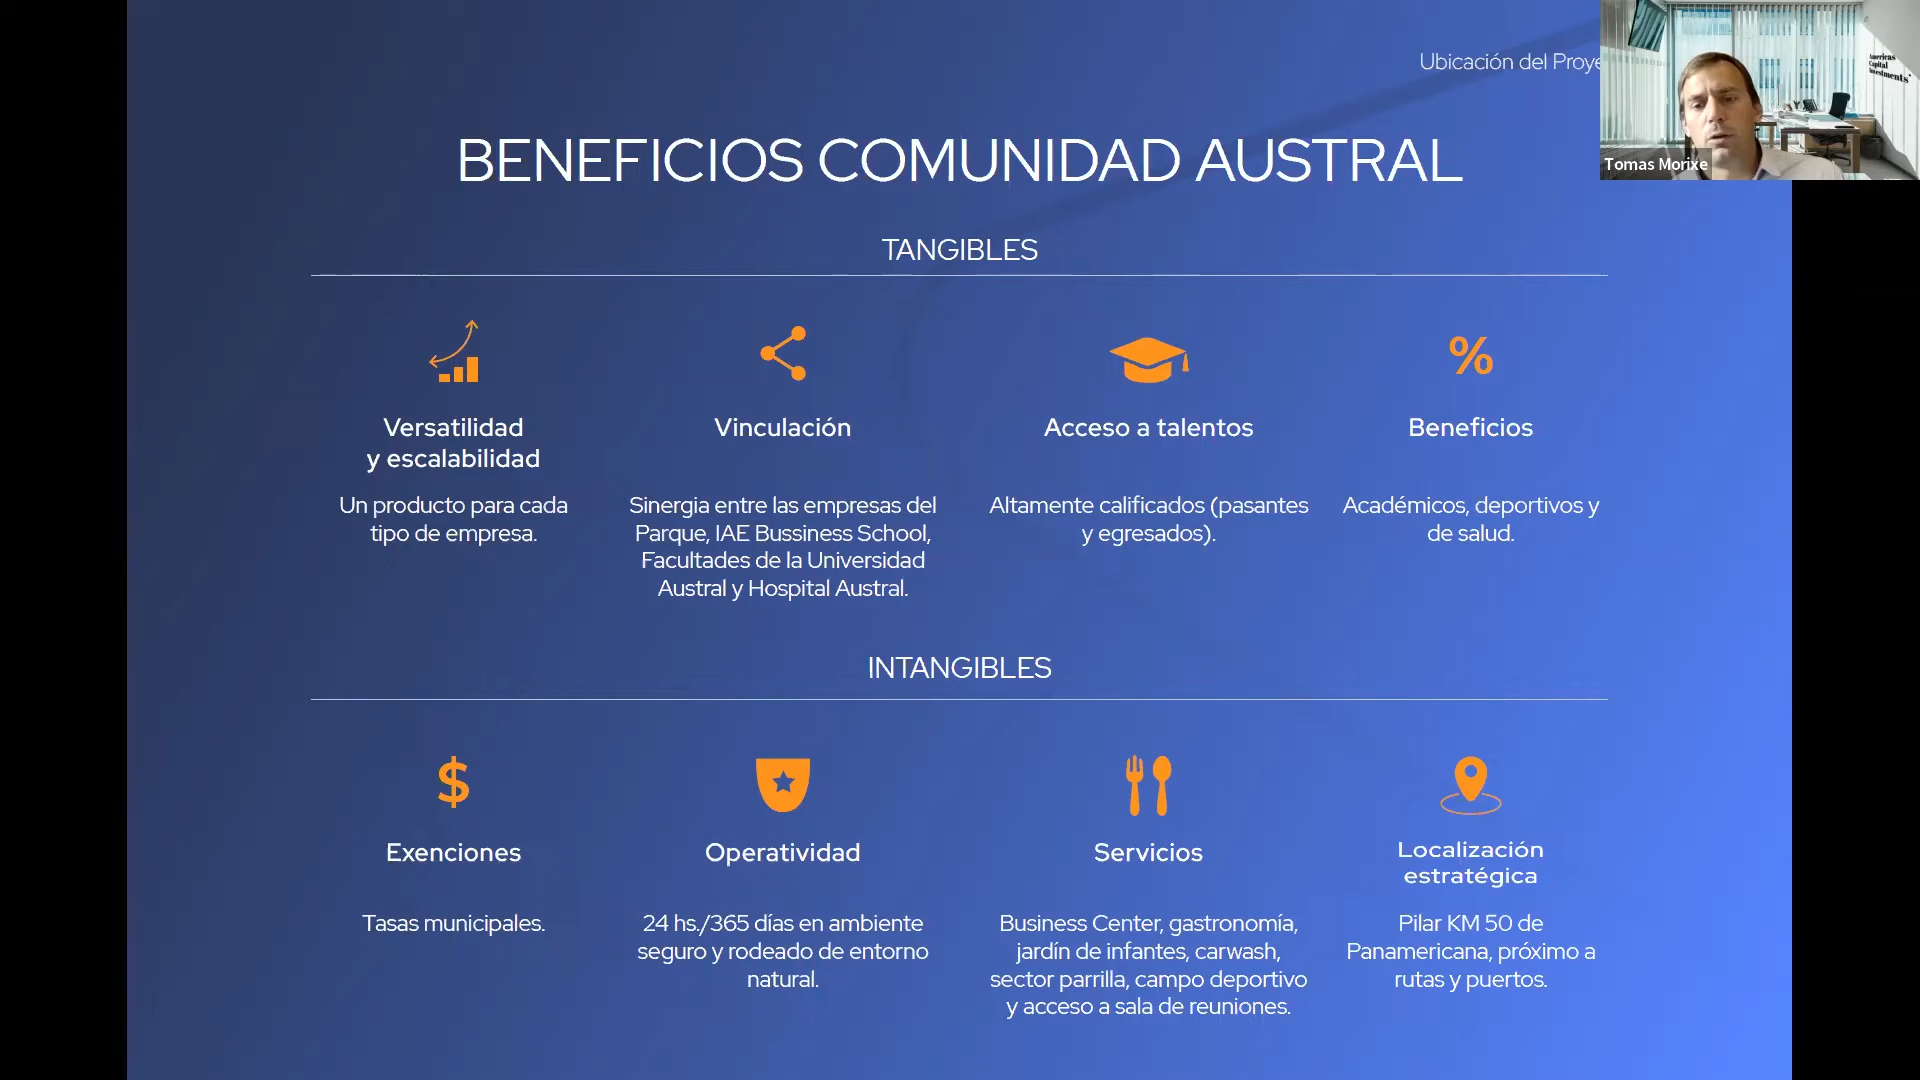 Ubicación del Proye
Americas
Capital
Investments
Tomas Morixe
BENEFICIOS COMUNIDAD AUSTRAL
TANGIBLES
Versatilidad
y escalabilidad
Un producto para cada
tipo de empresa.
Vinculación
Sinergia entre las empresas del
Parque, IAE Bussiness School,
Facultades de la Universidad
Austral y Hospital Austral.
Acceso a talentos
Altamente calificados (pasantes
y egresados).
%
Beneficios
Académicos, deportivos y
de salud.
INTANGIBLES
$
Exenciones
Tasas municipales.
Operatividad
24 hs./365 días en ambiente
seguro y rodeado de entorno
natural.
Servicios
Business Center, gastronomía,
jardín de infantes, carwash,
sector parrilla, campo deportivo
y acceso a sala de reuniones.
Localización
estratégica
Pilar KM 50 de
Panamericana, próximo a
rutas y puertos.